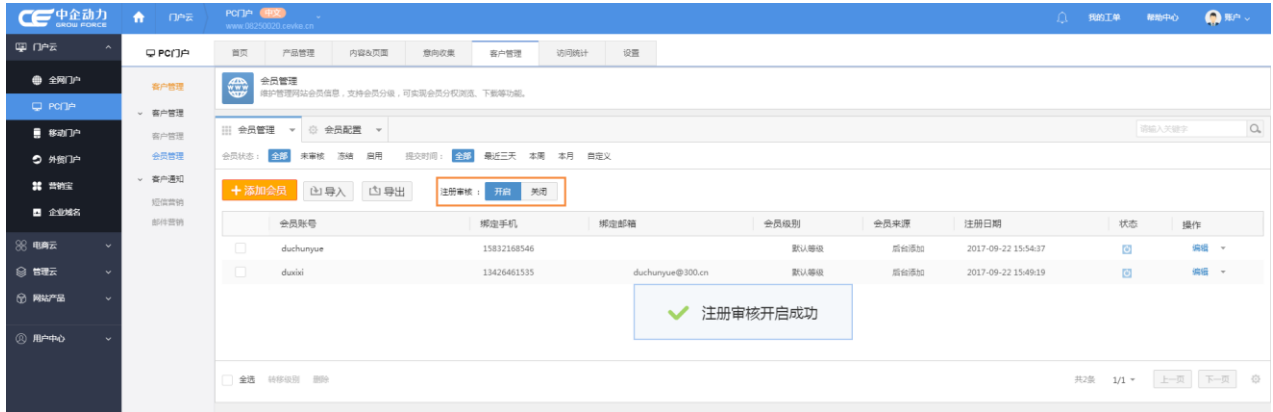 中企动力 门户云 PC门户 中文
GROW FORCE www.08250020.cevke.cn 我的工单 帮助中心 账户
门户云 PC门户 首页 产品管理 内容&页面 意向收集 客户管理 访问统计 设置
全网门户
PC门户
移动门户
外贸门户
营销宝
企业域名
电商云
管理云
网站产品
用户中心
客户管理
客户管理
客户管理
会员管理
客户通知
短信营销
邮件营销
会员管理
维护管理网站会员信息，支持会员分级，可实现会员分权浏览、下载等功能。
会员管理 会员配置 请输入关键字
会员状态： 全部 未审核 冻结 启用 提交时间： 全部 最近三天 本周 本月 自定义
+添加会员 导入 导出 注册审核： 开启 关闭
会员账号 绑定手机 绑定邮箱 会员级别 会员来源 注册日期 状态 操作
duchunyue 15832168546 默认等级 后台添加 2017-09-22 15:54:37 编辑
duxixi 13426461535 duchunyue@300.cn 默认等级 后台添加 2017-09-22 15:49:19 编辑
注册审核开启成功
全选 转移级别 删除 共2条 1/1 上一页 下一页